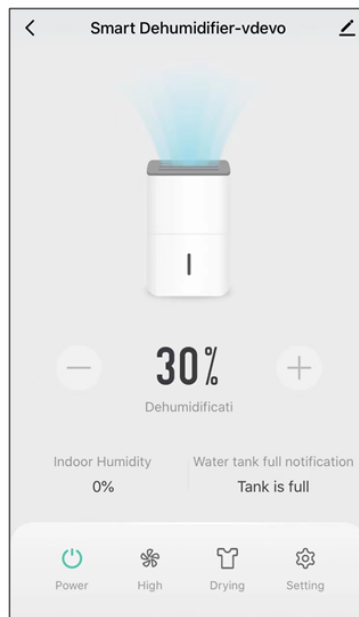 Smart Dehumidifier-vdevo
30%
Dehumidificati
Indoor Humidity
0%
Water tank full notification
Tank is full
Power
High
Drying
Setting